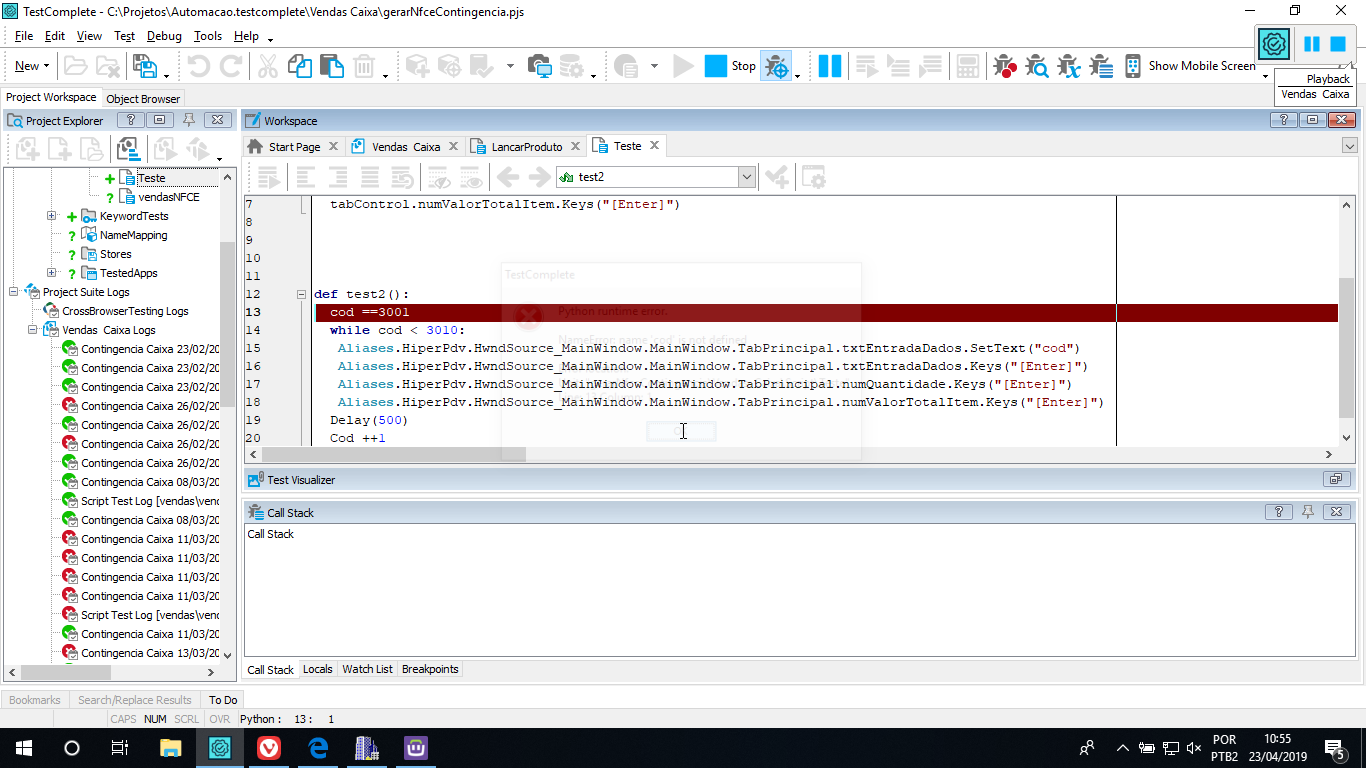 TestComplete - C:\Projetos\Automacao.testcomplete\Vendas Caixa\gerarNfceContingencia.pjs
File Edit View Test Debug Tools Help
New
Stop
Show Mobile Screen
Playback
Vendas Caixa
Project Workspace Object Browser
Project Explorer
Teste
vendasNFCE
KeywordTests
NameMapping
Stores
TestedApps
Project Suite Logs
CrossBrowserTesting Logs
Vendas Caixa Logs
Contingencia Caixa 23/02/20
Contingencia Caixa 23/02/20
Contingencia Caixa 23/02/20
Contingencia Caixa 26/02/20
Contingencia Caixa 26/02/20
Contingencia Caixa 26/02/20
Contingencia Caixa 26/02/20
Contingencia Caixa 08/03/20
Script Test Log [vendas\vend
Contingencia Caixa 08/03/20
Contingencia Caixa 11/03/20
Contingencia Caixa 11/03/20
Contingencia Caixa 11/03/20
Contingencia Caixa 11/03/20
Script Test Log [vendas\vend
Contingencia Caixa 11/03/20
Contingencia Caixa 13/03/20
Workspace
Start Page Vendas Caixa LancarProduto Teste
test2
7 tabControl.numValorTotalItem.Keys("[Enter]")
8
9
10
11
12 def test2():
13 cod ==3001
14 while cod < 3010:
15 Aliases.HiperPdv.HwndSource_MainWindow.MainWindow.TabPrincipal.txtEntradaDados.SetText("cod")
16 Aliases.HiperPdv.HwndSource_MainWindow.MainWindow.TabPrincipal.txtEntradaDados.Keys("[Enter]")
17 Aliases.HiperPdv.HwndSource_MainWindow.MainWindow.TabPrincipal.numQuantidade.Keys("[Enter]")
18 Aliases.HiperPdv.HwndSource_MainWindow.MainWindow.TabPrincipal.numValorTotalItem.Keys("[Enter]")
19 Delay(500)
20 Cod ++1
TestComplete
Python runtime error.
NameError: name 'cod' is not defined
Test Visualizer
Call Stack
Call Stack
Call Stack Locals Watch List Breakpoints
Bookmarks Search/Replace Results To Do
CAPS NUM SCRL OVR Python : 13 : 1
POR
PTB2
10:55
23/04/2019
5